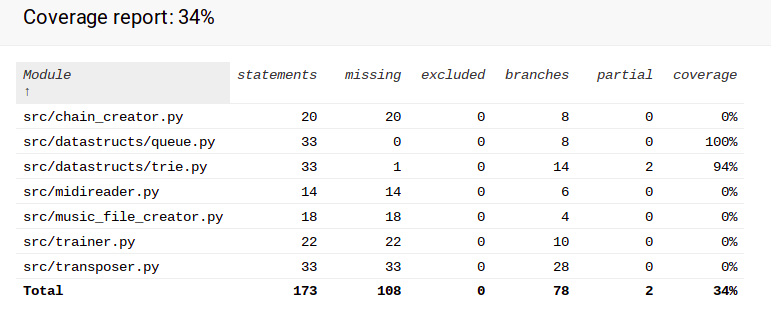 Coverage report: 34%
Module statements missing excluded branches partial coverage
↑
src/chain_creator.py 20 20 0 8 0 0%
src/datastructs/queue.py 33 0 0 8 0 100%
src/datastructs/trie.py 33 1 0 14 2 94%
src/midireader.py 14 14 0 6 0 0%
src/music_file_creator.py 18 18 0 4 0 0%
src/trainer.py 22 22 0 10 0 0%
src/transposer.py 33 33 0 28 0 0%
Total 173 108 0 78 2 34%